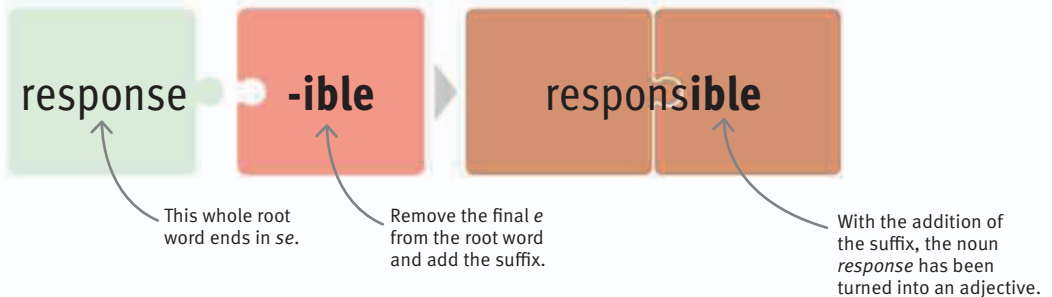 response -ible responsible
This whole root
word ends in se.
Remove the final e
from the root word
and add the suffix.
With the addition of
the suffix, the noun
response has been
turned into an adjective.